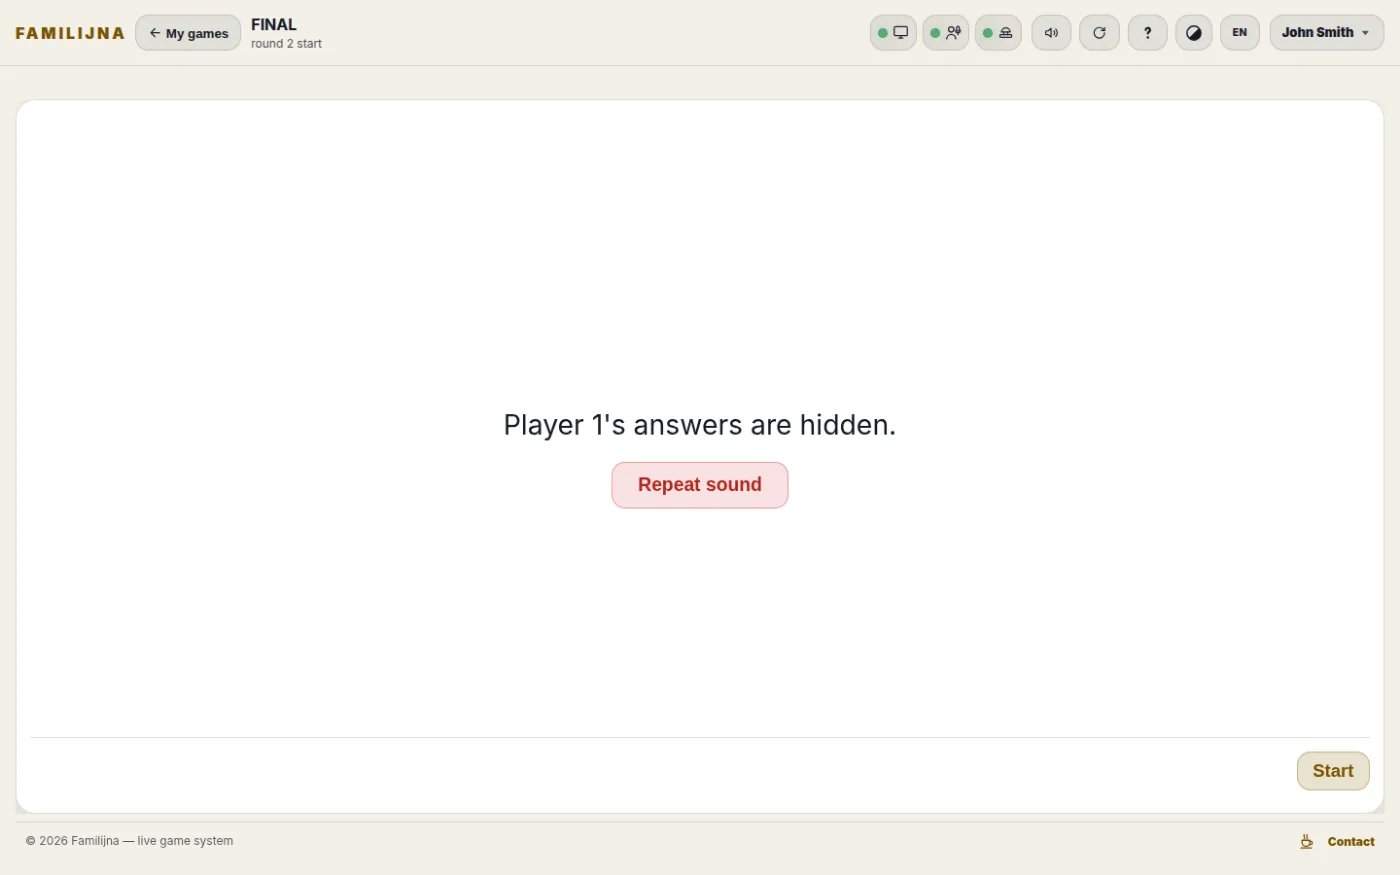 FAMILIJNA
← My games
FINAL
round 2 start
?
EN
John Smith
Player 1's answers are hidden.
Repeat sound
Start
© 2026 Familijna — live game system
Contact